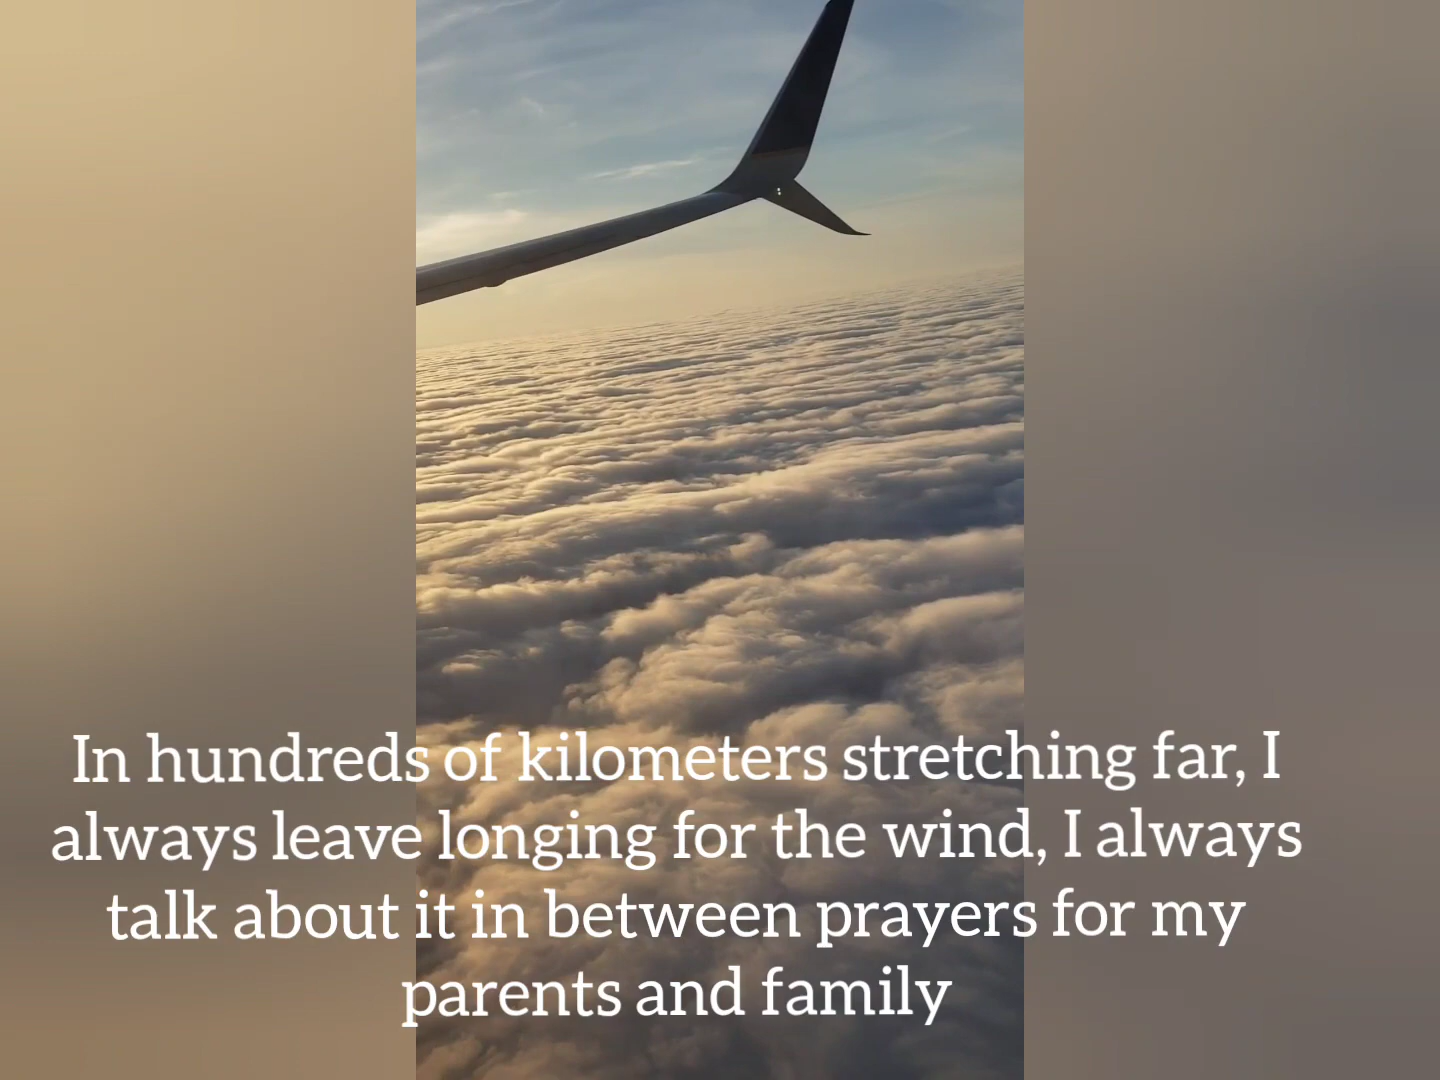 In hundreds of kilometers stretching far, I
always leave longing for the wind, I always
talk about it in between prayers for my
parents and family